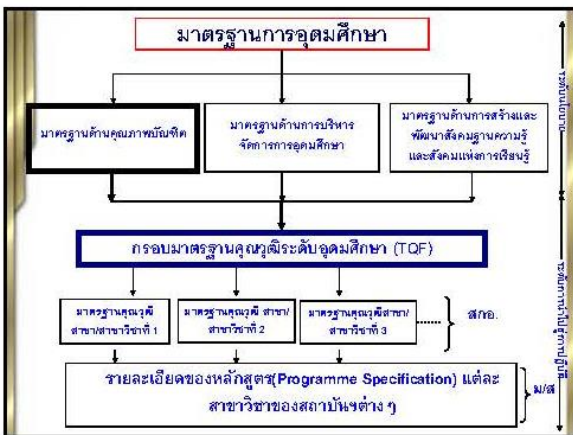 มาตรฐานการอุดมศึกษา
มาตรฐานด้านคุณภาพบัณฑิต
มาตรฐานด้านการบริหาร
จัดการการอุดมศึกษา
มาตรฐานด้านการสร้างและ
พัฒนาสังคมฐานความรู้
และสังคมแห่งการเรียนรู้
ระดับนโยบาย
กรอบมาตรฐานคุณวุฒิระดับอุดมศึกษา (TQF)
มาตรฐานคุณวุฒิ
สาขา/สาขาวิชาที่ 1
มาตรฐานคุณวุฒิ สาขา/
สาขาวิชาที่ 2
มาตรฐานคุณวุฒิสาขา/
สาขาวิชาที่ 3
สกอ.
รายละเอียดของหลักสูตร(Programme Specification) แต่ละ
สาขาวิชาของสถาบันฯต่าง ๆ
ม/ส